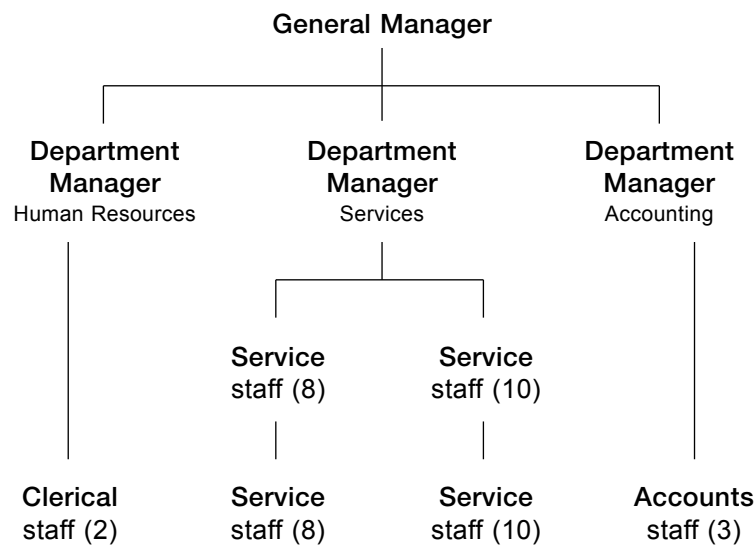 General Manager
Department
Manager
Human Resources
Department
Manager
Services
Department
Manager
Accounting
Service
staff (8)
Service
staff (10)
Clerical
staff (2)
Service
staff (8)
Service
staff (10)
Accounts
staff (3)